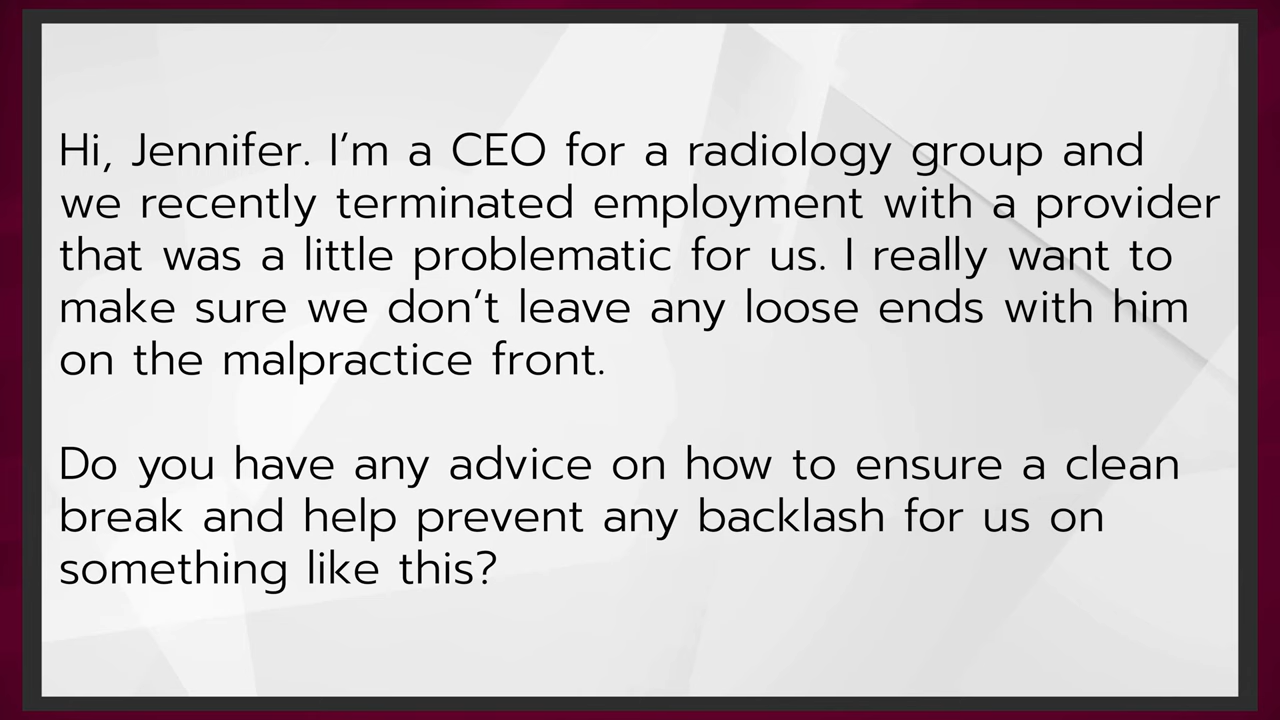 Hi, Jennifer. I’m a CEO for a radiology group and
we recently terminated employment with a provider
that was a little problematic for us. I really want to
make sure we don’t leave any loose ends with him
on the malpractice front.
Do you have any advice on how to ensure a clean
break and help prevent any backlash for us on
something like this?